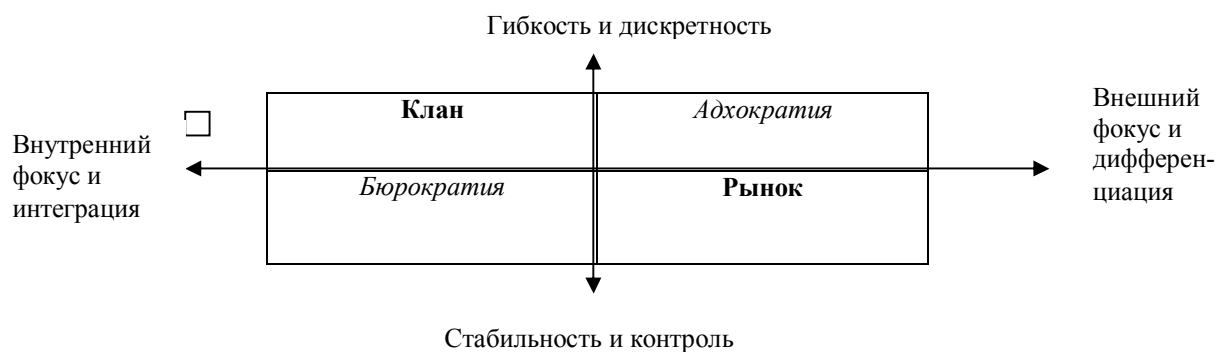 Гибкость и дискретность
Клан
Адхократия
Внешний
фокус и
дифферен-
циация
Внутренний
фокус и
интеграция
Бюрократия
Рынок
Стабильность и контроль